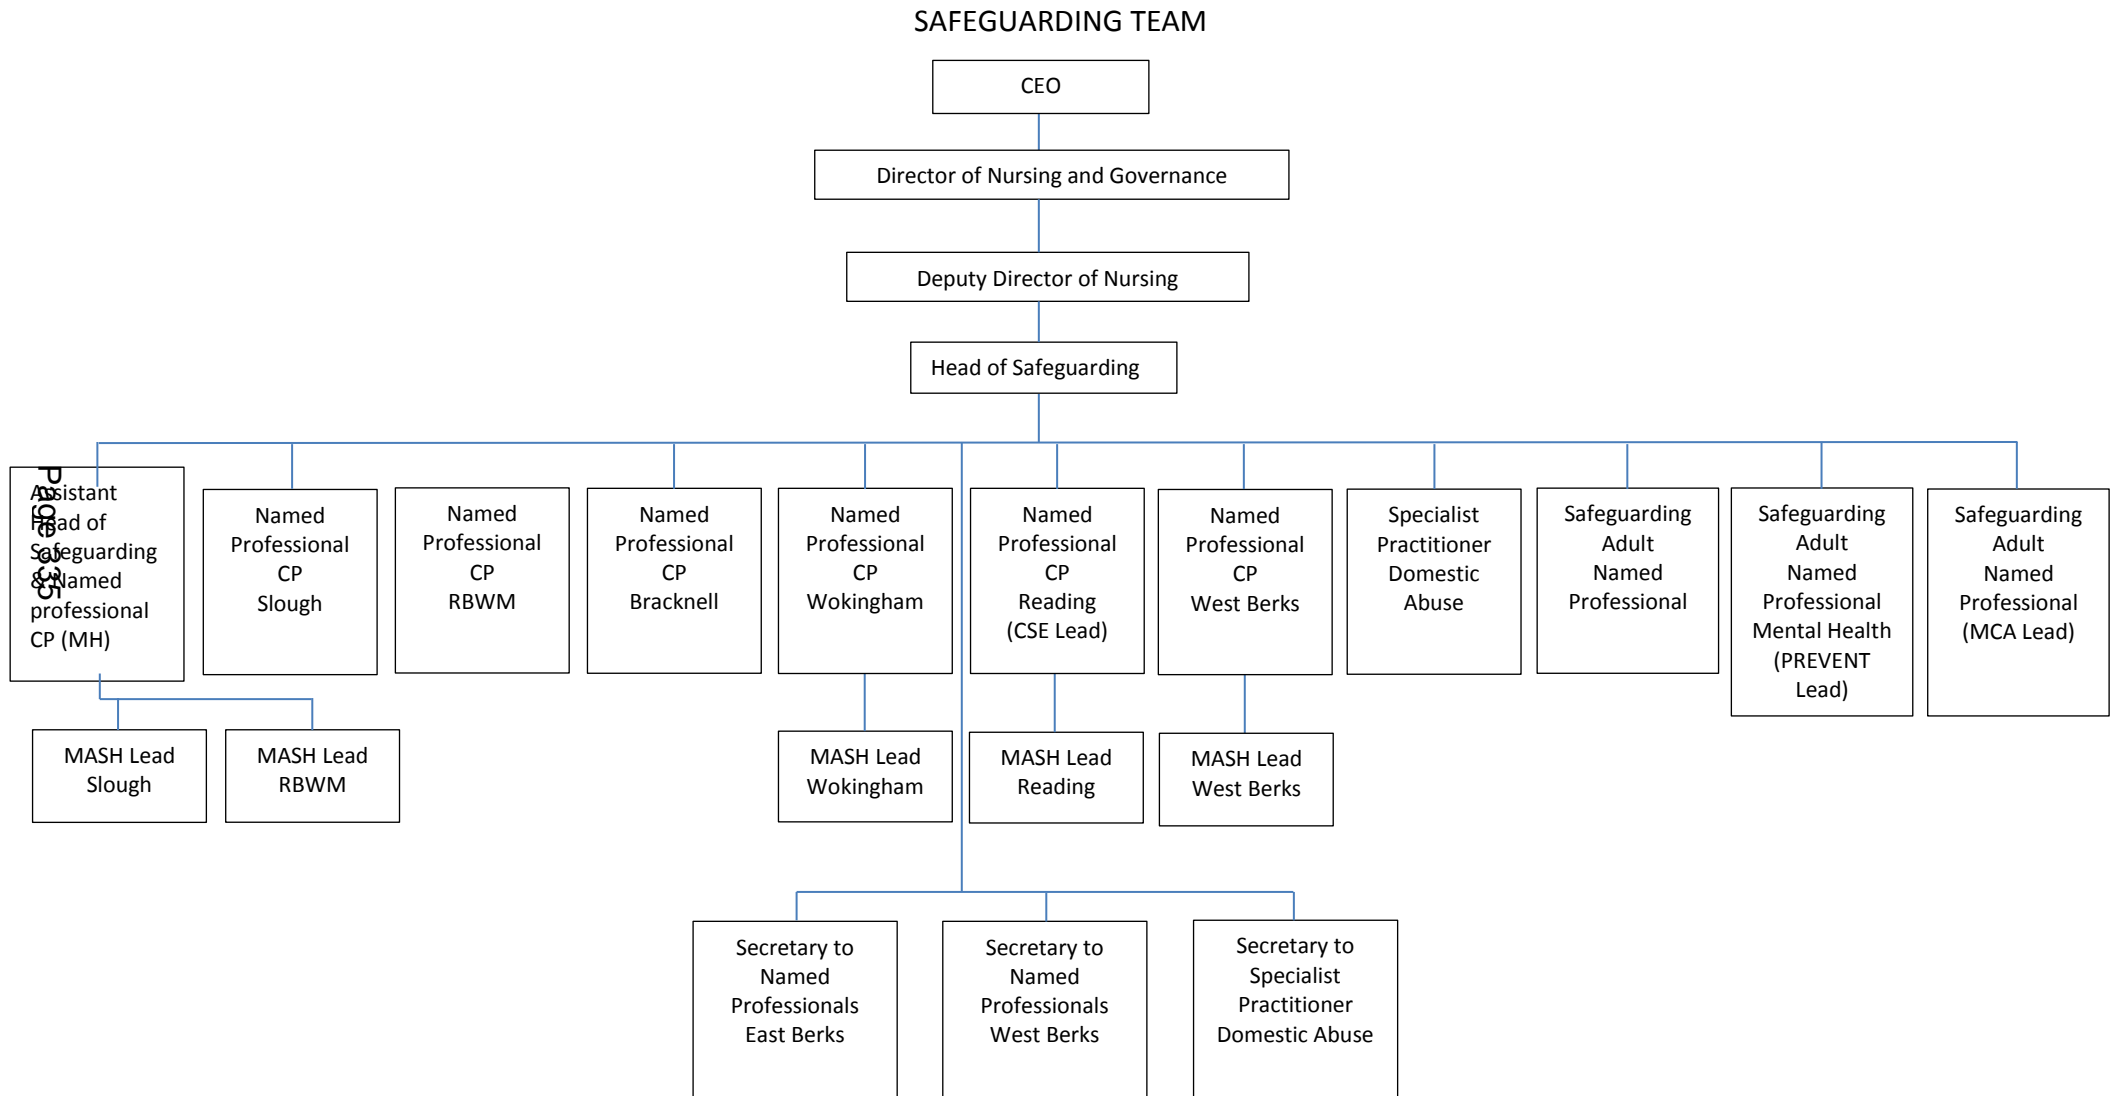 SAFEGUARDING TEAM
CEO
Director of Nursing and Governance
Deputy Director of Nursing
Head of Safeguarding
Page 335
Assistant
Head of
Safeguarding
& Named
professional
CP (MH)
Named
Professional
CP
Slough
Named
Professional
CP
RBWM
Named
Professional
CP
Bracknell
Named
Professional
CP
Wokingham
Named
Professional
CP
Reading
(CSE Lead)
Named
Professional
CP
West Berks
Specialist
Practitioner
Domestic
Abuse
Safeguarding
Adult
Named
Professional
Safeguarding
Adult
Named
Professional
Mental Health
(PREVENT
Lead)
Safeguarding
Adult
Named
Professional
(MCA Lead)
MASH Lead
Slough
MASH Lead
RBWM
MASH Lead
Wokingham
MASH Lead
Reading
MASH Lead
West Berks
Secretary to
Named
Professionals
East Berks
Secretary to
Named
Professionals
West Berks
Secretary to
Specialist
Practitioner
Domestic Abuse